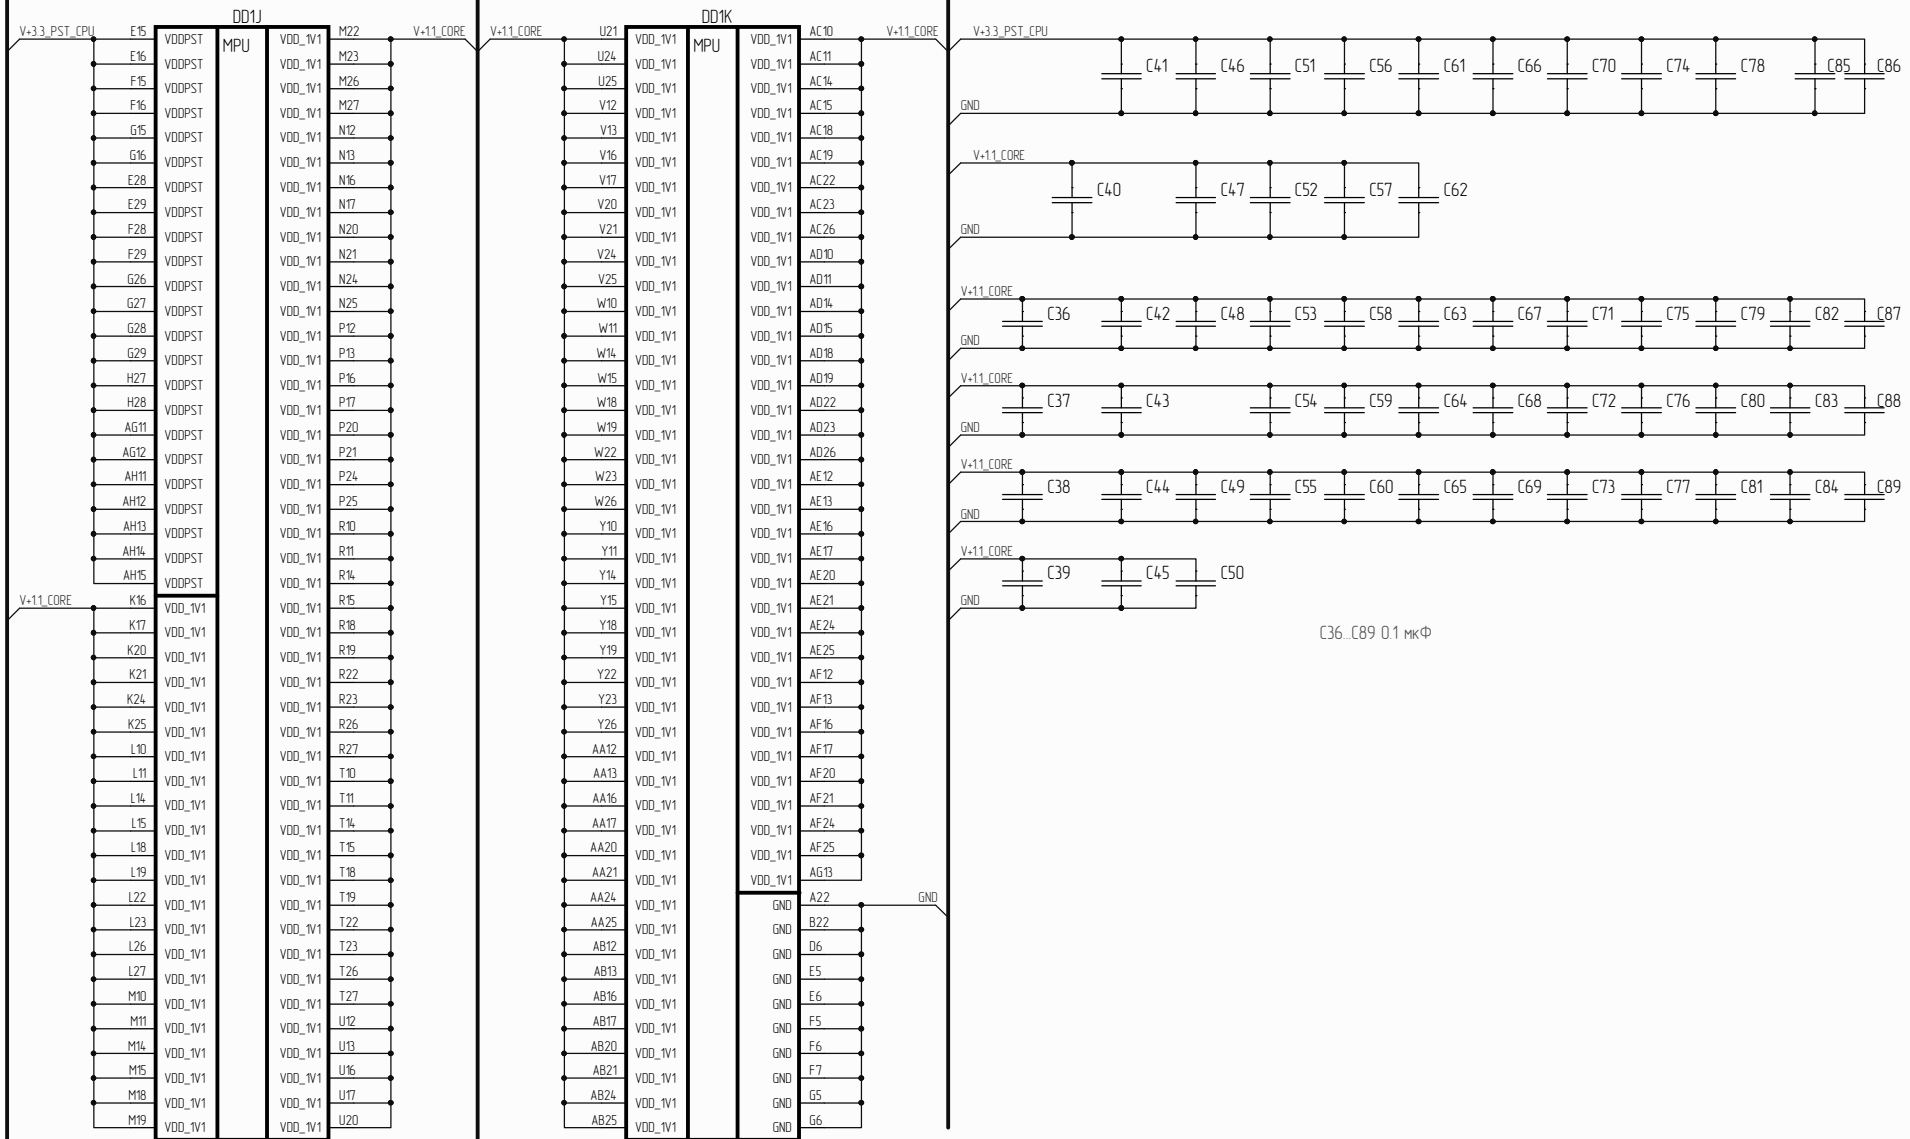 DD1J
DD1K
V+3.3_PST_CPU E15 VDDPST MPU VDD_1V1 M22 V+1.1_CORE V+1.1_CORE U21 VDD_1V1 MPU VDD_1V1 AC10 V+1.1_CORE V+3.3_PST_CPU
E16 VDDPST VDD_1V1 M23 U24 VDD_1V1 VDD_1V1 AC11
C41 C46 C51 C56 C61 C66 C70 C74 C78 C85 C86
F15 VDDPST VDD_1V1 M26 U25 VDD_1V1 VDD_1V1 AC14
F16 VDDPST VDD_1V1 M27 V12 VDD_1V1 VDD_1V1 AC15 GND
G15 VDDPST VDD_1V1 N12 V13 VDD_1V1 VDD_1V1 AC18
G16 VDDPST VDD_1V1 N13 V16 VDD_1V1 VDD_1V1 AC19 V+1.1_CORE
E28 VDDPST VDD_1V1 N16 V17 VDD_1V1 VDD_1V1 AC22 C40 C47 C52 C57 C62
E29 VDDPST VDD_1V1 N17 V20 VDD_1V1 VDD_1V1 AC23
F28 VDDPST VDD_1V1 N20 V21 VDD_1V1 VDD_1V1 AC26 GND
F29 VDDPST VDD_1V1 N21 V24 VDD_1V1 VDD_1V1 AD10
G26 VDDPST VDD_1V1 N24 V25 VDD_1V1 VDD_1V1 AD11 V+1.1_CORE
G27 VDDPST VDD_1V1 N25 W10 VDD_1V1 VDD_1V1 AD14 C36 C42 C48 C53 C58 C63 C67 C71 C75 C79 C82 C87
G28 VDDPST VDD_1V1 P12 W11 VDD_1V1 VDD_1V1 AD15 GND
G29 VDDPST VDD_1V1 P13 W14 VDD_1V1 VDD_1V1 AD18
H27 VDDPST VDD_1V1 P16 W15 VDD_1V1 VDD_1V1 AD19 V+1.1_CORE
H28 VDDPST VDD_1V1 P17 W18 VDD_1V1 VDD_1V1 AD22 C37 C43 C54 C59 C64 C68 C72 C76 C80 C83 C88
AG11 VDDPST VDD_1V1 P20 W19 VDD_1V1 VDD_1V1 AD23 GND
AG12 VDDPST VDD_1V1 P21 W22 VDD_1V1 VDD_1V1 AD26 V+1.1_CORE
AH11 VDDPST VDD_1V1 P24 W23 VDD_1V1 VDD_1V1 AE12 C38 C44 C49 C55 C60 C65 C69 C73 C77 C81 C84 C89
AH12 VDDPST VDD_1V1 P25 W26 VDD_1V1 VDD_1V1 AE13 GND
AH13 VDDPST VDD_1V1 R10 Y10 VDD_1V1 VDD_1V1 AE16
AH14 VDDPST VDD_1V1 R11 Y11 VDD_1V1 VDD_1V1 AE17 V+1.1_CORE
AH15 VDDPST VDD_1V1 R14 Y14 VDD_1V1 VDD_1V1 AE20 C39 C45 C50
V+1.1_CORE K16 VDD_1V1 VDD_1V1 R15 Y15 VDD_1V1 VDD_1V1 AE21 GND
K17 VDD_1V1 VDD_1V1 R18 Y18 VDD_1V1 VDD_1V1 AE24 C36...C89 0.1 мкФ
K20 VDD_1V1 VDD_1V1 R19 Y19 VDD_1V1 VDD_1V1 AE25
K21 VDD_1V1 VDD_1V1 R22 Y22 VDD_1V1 VDD_1V1 AF12
K24 VDD_1V1 VDD_1V1 R23 Y23 VDD_1V1 VDD_1V1 AF13
K25 VDD_1V1 VDD_1V1 R26 Y26 VDD_1V1 VDD_1V1 AF16
L10 VDD_1V1 VDD_1V1 R27 AA12 VDD_1V1 VDD_1V1 AF17
L11 VDD_1V1 VDD_1V1 T10 AA13 VDD_1V1 VDD_1V1 AF20
L14 VDD_1V1 VDD_1V1 T11 AA16 VDD_1V1 VDD_1V1 AF21
L15 VDD_1V1 VDD_1V1 T14 AA17 VDD_1V1 VDD_1V1 AF24
L18 VDD_1V1 VDD_1V1 T15 AA20 VDD_1V1 VDD_1V1 AF25
L19 VDD_1V1 VDD_1V1 T18 AA21 VDD_1V1 VDD_1V1 AG13
L22 VDD_1V1 VDD_1V1 T19 AA24 VDD_1V1 GND A22 GND
L23 VDD_1V1 VDD_1V1 T22 AA25 VDD_1V1 GND B22
L26 VDD_1V1 VDD_1V1 T23 AB12 VDD_1V1 GND D6
L27 VDD_1V1 VDD_1V1 T26 AB13 VDD_1V1 GND E5
M10 VDD_1V1 VDD_1V1 T27 AB16 VDD_1V1 GND E6
M11 VDD_1V1 VDD_1V1 U12 AB17 VDD_1V1 GND F5
M14 VDD_1V1 VDD_1V1 U13 AB20 VDD_1V1 GND F6
M15 VDD_1V1 VDD_1V1 U16 AB21 VDD_1V1 GND F7
M18 VDD_1V1 VDD_1V1 U17 AB24 VDD_1V1 GND G5
M19 VDD_1V1 VDD_1V1 U20 AB25 VDD_1V1 GND G6